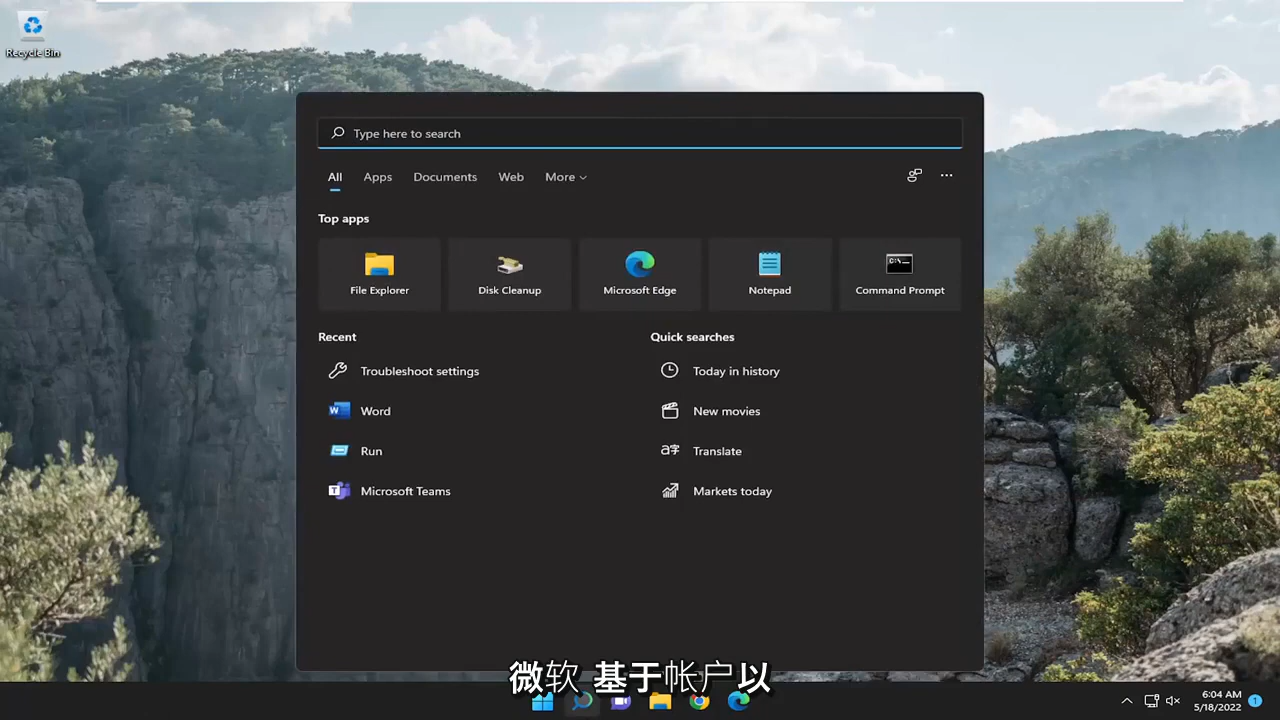 Recycle Bin
Type here to search
All Apps Documents Web More
Top apps
File Explorer Disk Cleanup Microsoft Edge Notepad Command Prompt
Recent Quick searches
Troubleshoot settings Today in history
Word New movies
Run Translate
Microsoft Teams Markets today
微软 基于帐户以
6:04 AM
5/18/2022 1